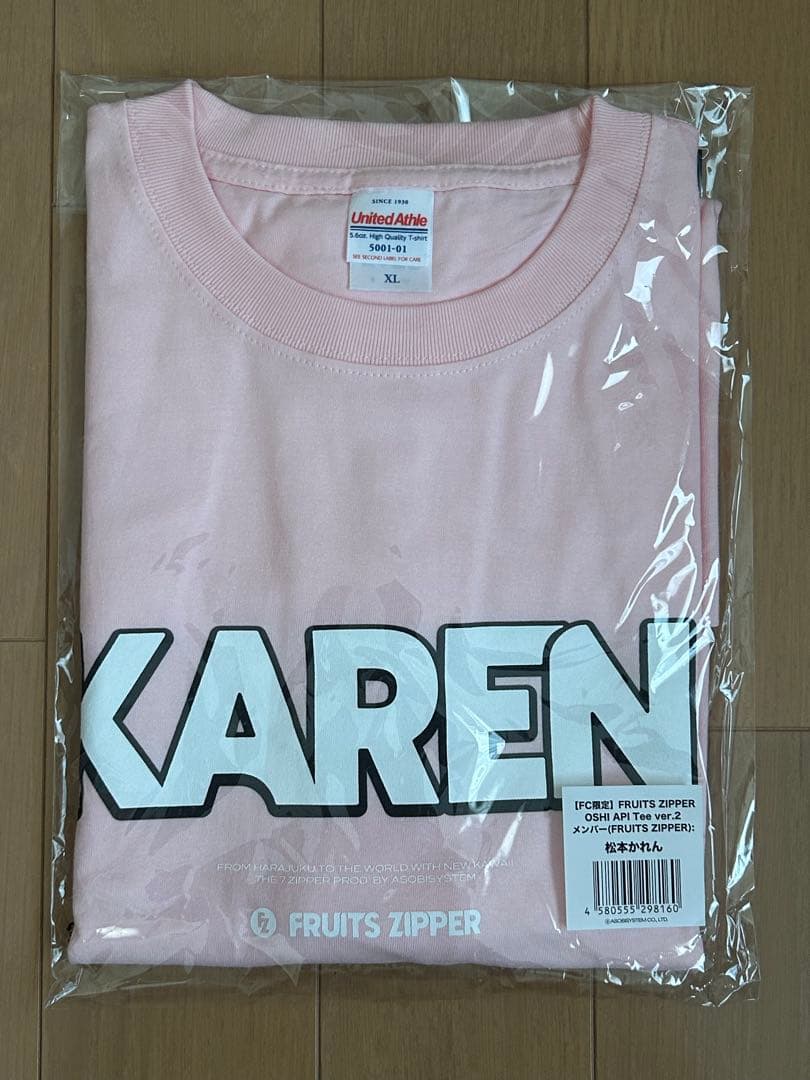 SINCE 1930
United Athle
5.6oz. High Quality T-shirt
5001-01
SEE SECOND LABEL FOR CARE
XL
KAREN
FROM HARAJUKU TO THE WORLD WITH NEW KAWAII
THE 7 ZIPPER PROD. BY ASOBISYSTEM
FZ FRUITS ZIPPER
【FC限定】FRUITS ZIPPER
OSHI API Tee ver.2
メンバー(FRUITS ZIPPER):
松本かれん
4 580555 298160
©ASOBISYSTEM CO., LTD.